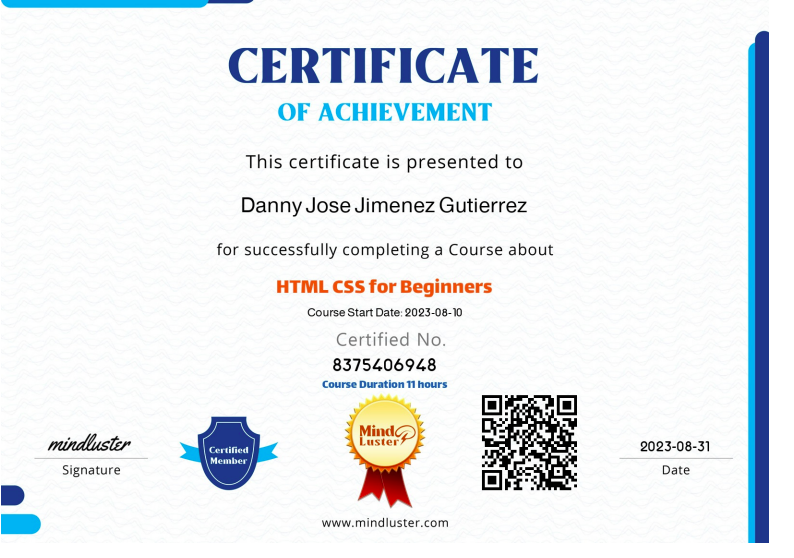 CERTIFICATE
OF ACHIEVEMENT
This certificate is presented to
Danny Jose Jimenez Gutierrez
for successfully completing a Course about
HTML CSS for Beginners
Course Start Date: 2023-08-10
Certified No.
8375406948
Course Duration 11 hours
mindluster
Signature
Certified
Member
Mind
Luster
2023-08-31
Date
www.mindluster.com